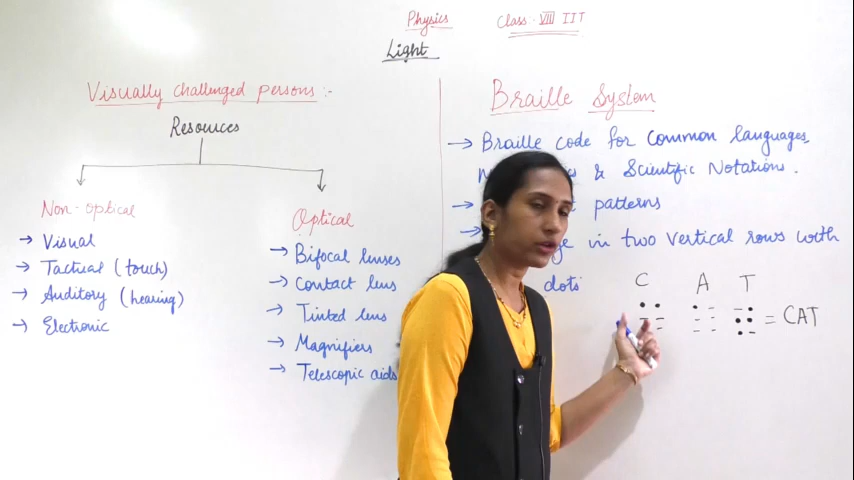 Physics Class - VIII IIT
Light
Visually challenged persons :-
Resources
Non-optical
→ Visual
→ Tactual (touch)
→ Auditory (hearing)
→ Electronic
Optical
→ Bifocal lenses
→ Contact lens
→ Tinted lens
→ Magnifiers
→ Telescopic aids
Braille System
→ Braille code for common languages,
& Scientific Notations.
→ patterns
→ in two vertical rows with
dots
C A T
= CAT